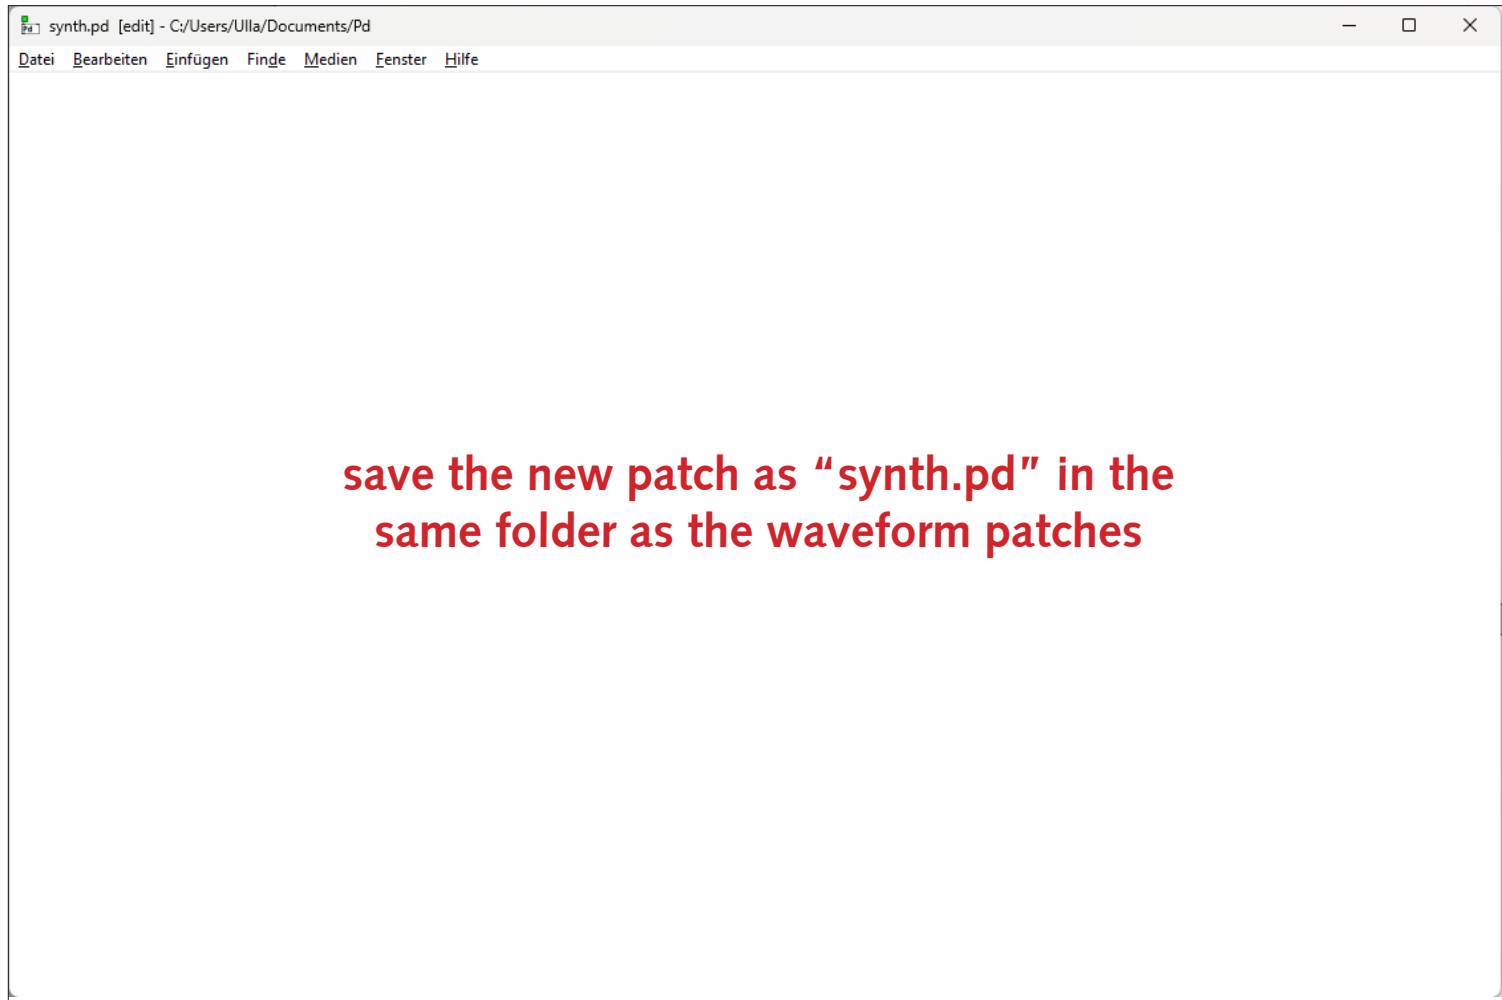 synth.pd [edit] - C:/Users/Ulla/Documents/Pd
Datei Bearbeiten Einfügen Finde Medien Fenster Hilfe
save the new patch as “synth.pd” in the
same folder as the waveform patches